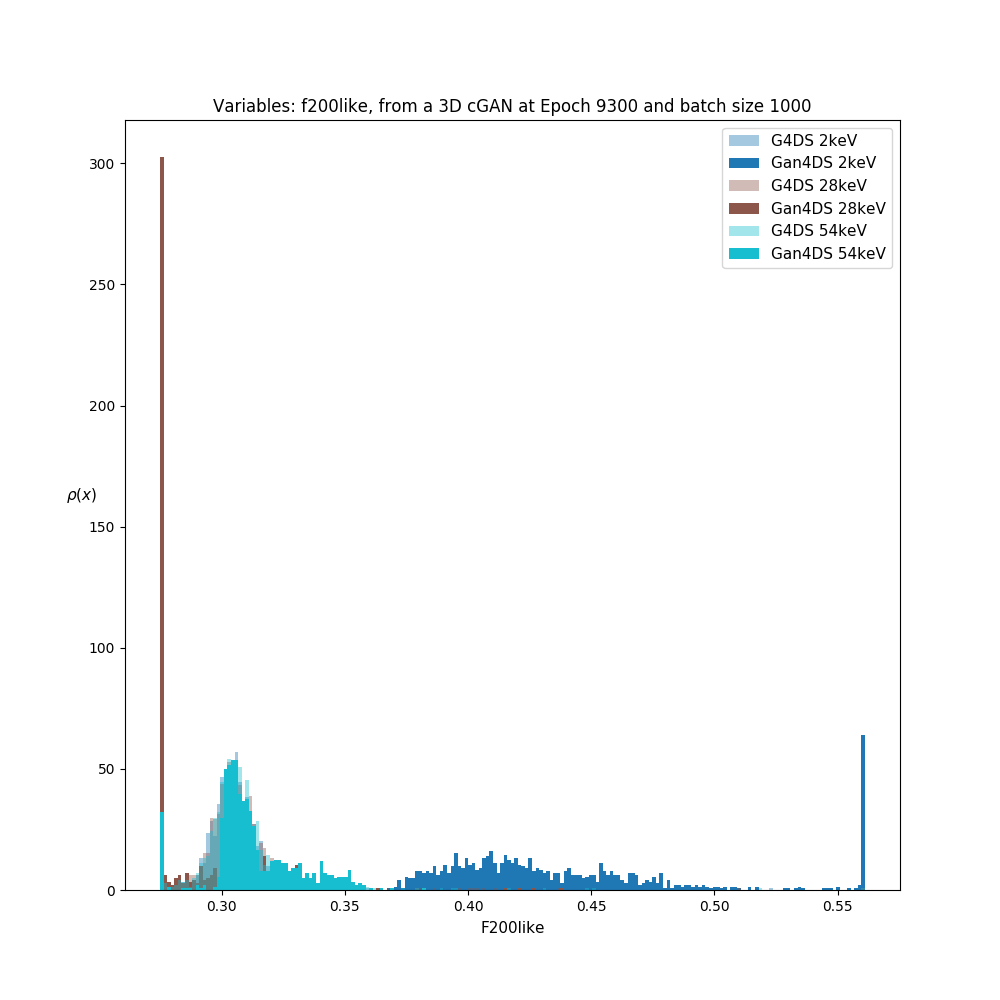 Variables: f200like, from a 3D cGAN at Epoch 9300 and batch size 1000
G4DS 2keV
Gan4DS 2keV
G4DS 28keV
Gan4DS 28keV
G4DS 54keV
Gan4DS 54keV
300
250
200
150
100
50
0
ρ(x)
0.30 0.35 0.40 0.45 0.50 0.55
F200like